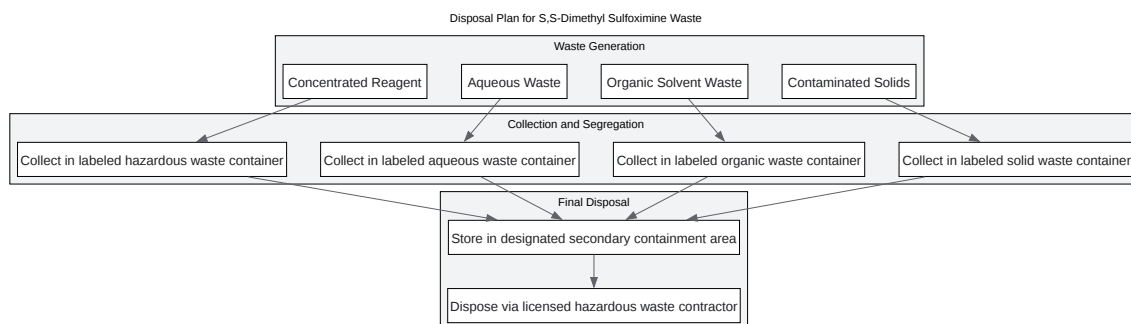 Disposal Plan for S,S-Dimethyl Sulfoximine Waste
Waste Generation
Concentrated Reagent
Aqueous Waste
Organic Solvent Waste
Contaminated Solids
Collection and Segregation
Collect in labeled hazardous waste container
Collect in labeled aqueous waste container
Collect in labeled organic waste container
Collect in labeled solid waste container
Final Disposal
Store in designated secondary containment area
Dispose via licensed hazardous waste contractor